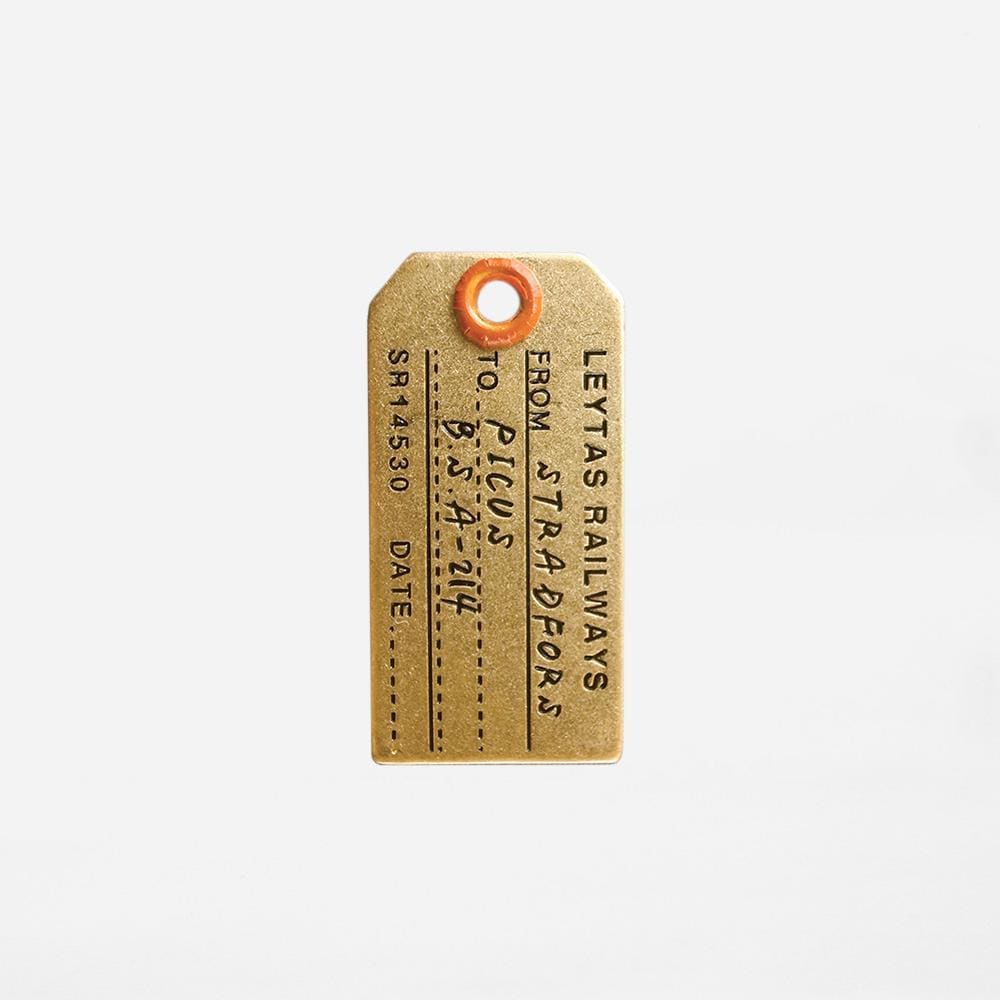 LEYTAS RAILWAYS
FROM STRADFORS
TO PICUS
B.S.A-214
SR14530 DATE